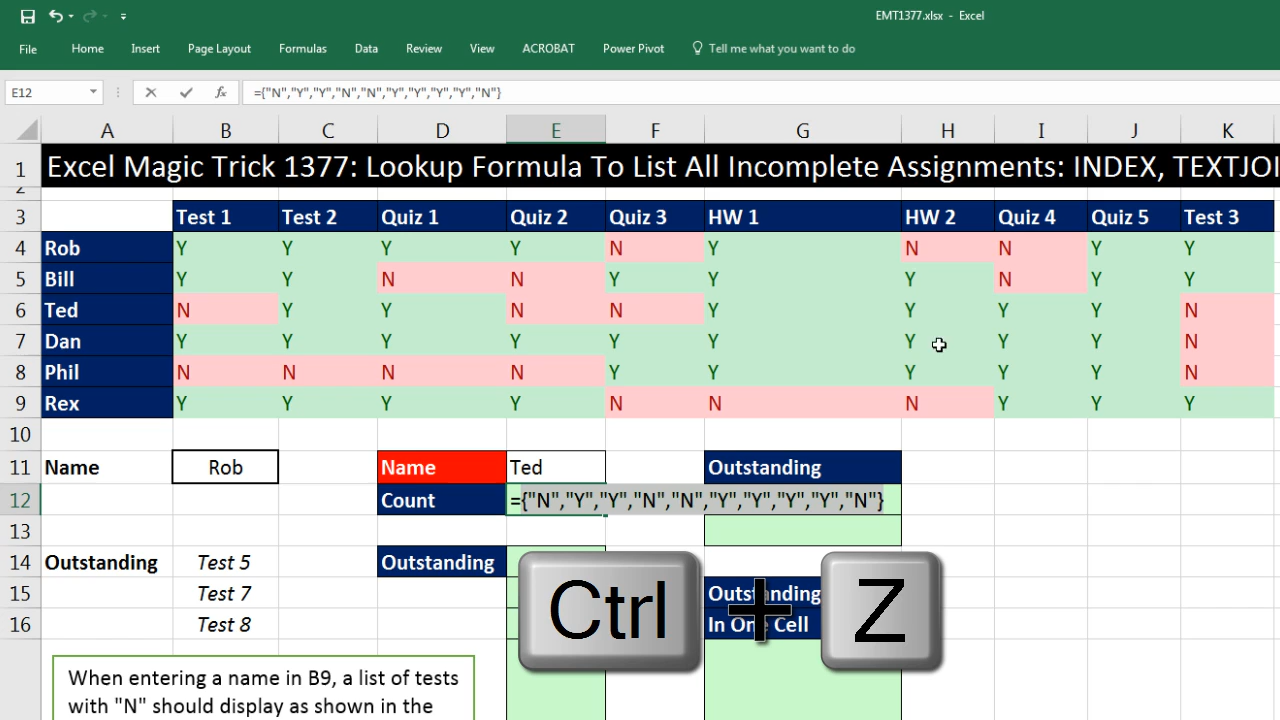 EMT1377.xlsx - Excel
File Home Insert Page Layout Formulas Data Review View ACROBAT Power Pivot Tell me what you want to do
E12 fx ={"N","Y","Y","N","N","Y","Y","Y","Y","N"}
A B C D E F G H I J K
1 Excel Magic Trick 1377: Lookup Formula To List All Incomplete Assignments: INDEX, TEXTJOI
2
3 Test 1 Test 2 Quiz 1 Quiz 2 Quiz 3 HW 1 HW 2 Quiz 4 Quiz 5 Test 3
4 Rob Y Y Y Y N Y N N Y Y
5 Bill Y Y N N Y Y Y N Y Y
6 Ted N Y Y N N Y Y Y Y N
7 Dan Y Y Y Y Y Y Y Y Y N
8 Phil N N N N Y Y Y Y Y N
9 Rex Y Y Y Y N N N Y Y Y
10
11 Name Rob Name Ted Outstanding
12 Count ={"N","Y","Y","N","N","Y","Y","Y","Y","N"}
13
14 Outstanding Test 5 Outstanding
15 Test 7 Outstanding
16 Test 8 In One Cell
Ctrl + Z
When entering a name in B9, a list of tests
with "N" should display as shown in the